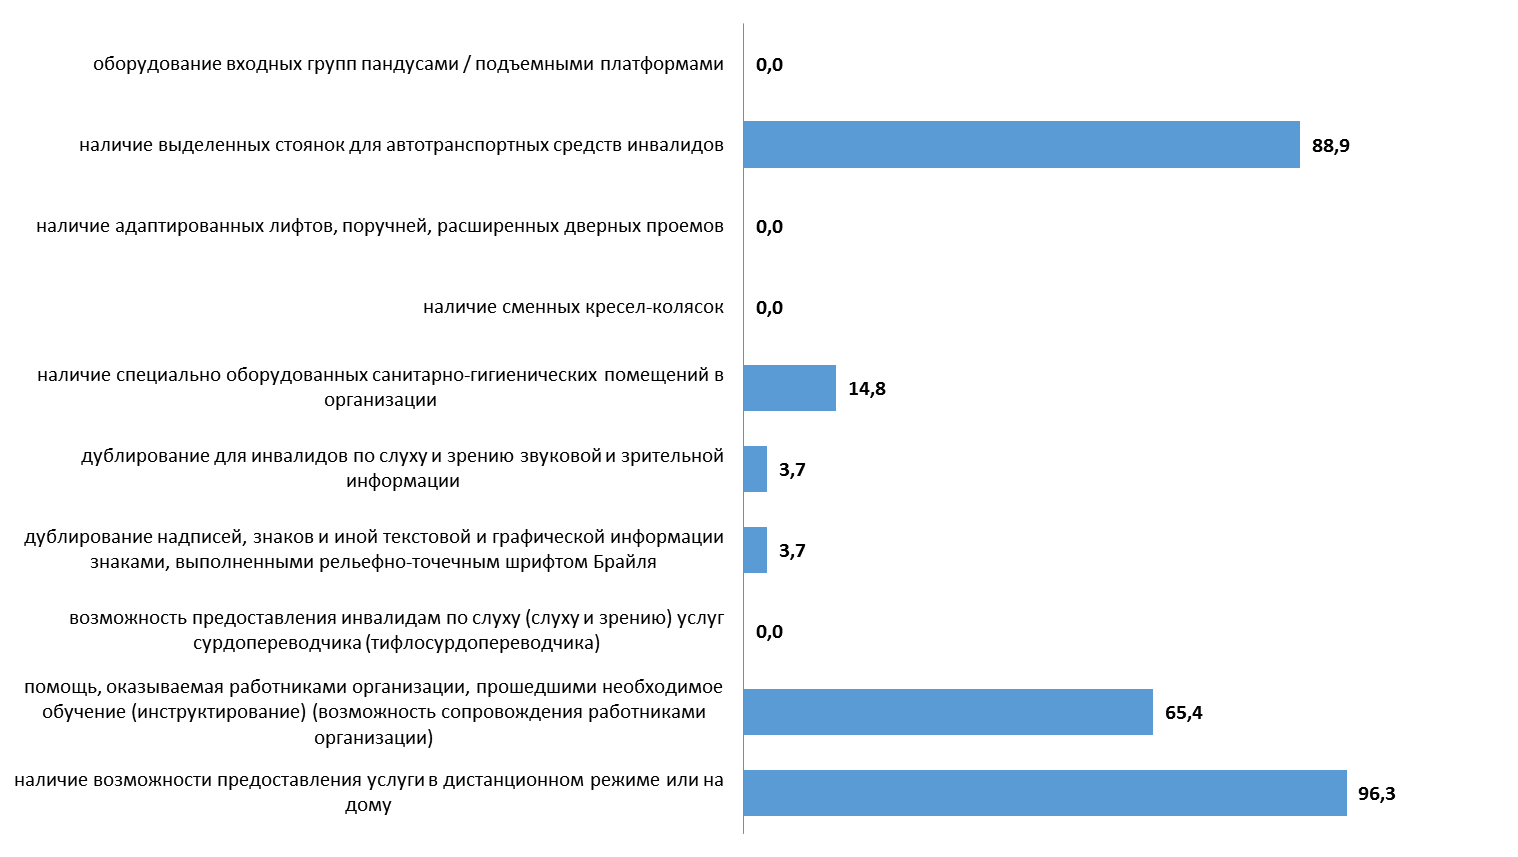 оборудование входных групп пандусами / подъемными платформами
0,0
наличие выделенных стоянок для автотранспортных средств инвалидов
88,9
наличие адаптированных лифтов, поручней, расширенных дверных проемов
0,0
наличие сменных кресел-колясок
0,0
наличие специально оборудованных санитарно-гигиенических помещений в
организации
14,8
дублирование для инвалидов по слуху и зрению звуковой и зрительной
информации
3,7
дублирование надписей, знаков и иной текстовой и графической информации
знаками, выполненными рельефно-точечным шрифтом Брайля
3,7
возможность предоставления инвалидам по слуху (слуху и зрению) услуг
сурдопереводчика (тифлосурдопереводчика)
0,0
помощь, оказываемая работниками организации, прошедшими необходимое
обучение (инструктирование) (возможность сопровождения работниками
организации)
65,4
наличие возможности предоставления услуги в дистанционном режиме или на
дому
96,3